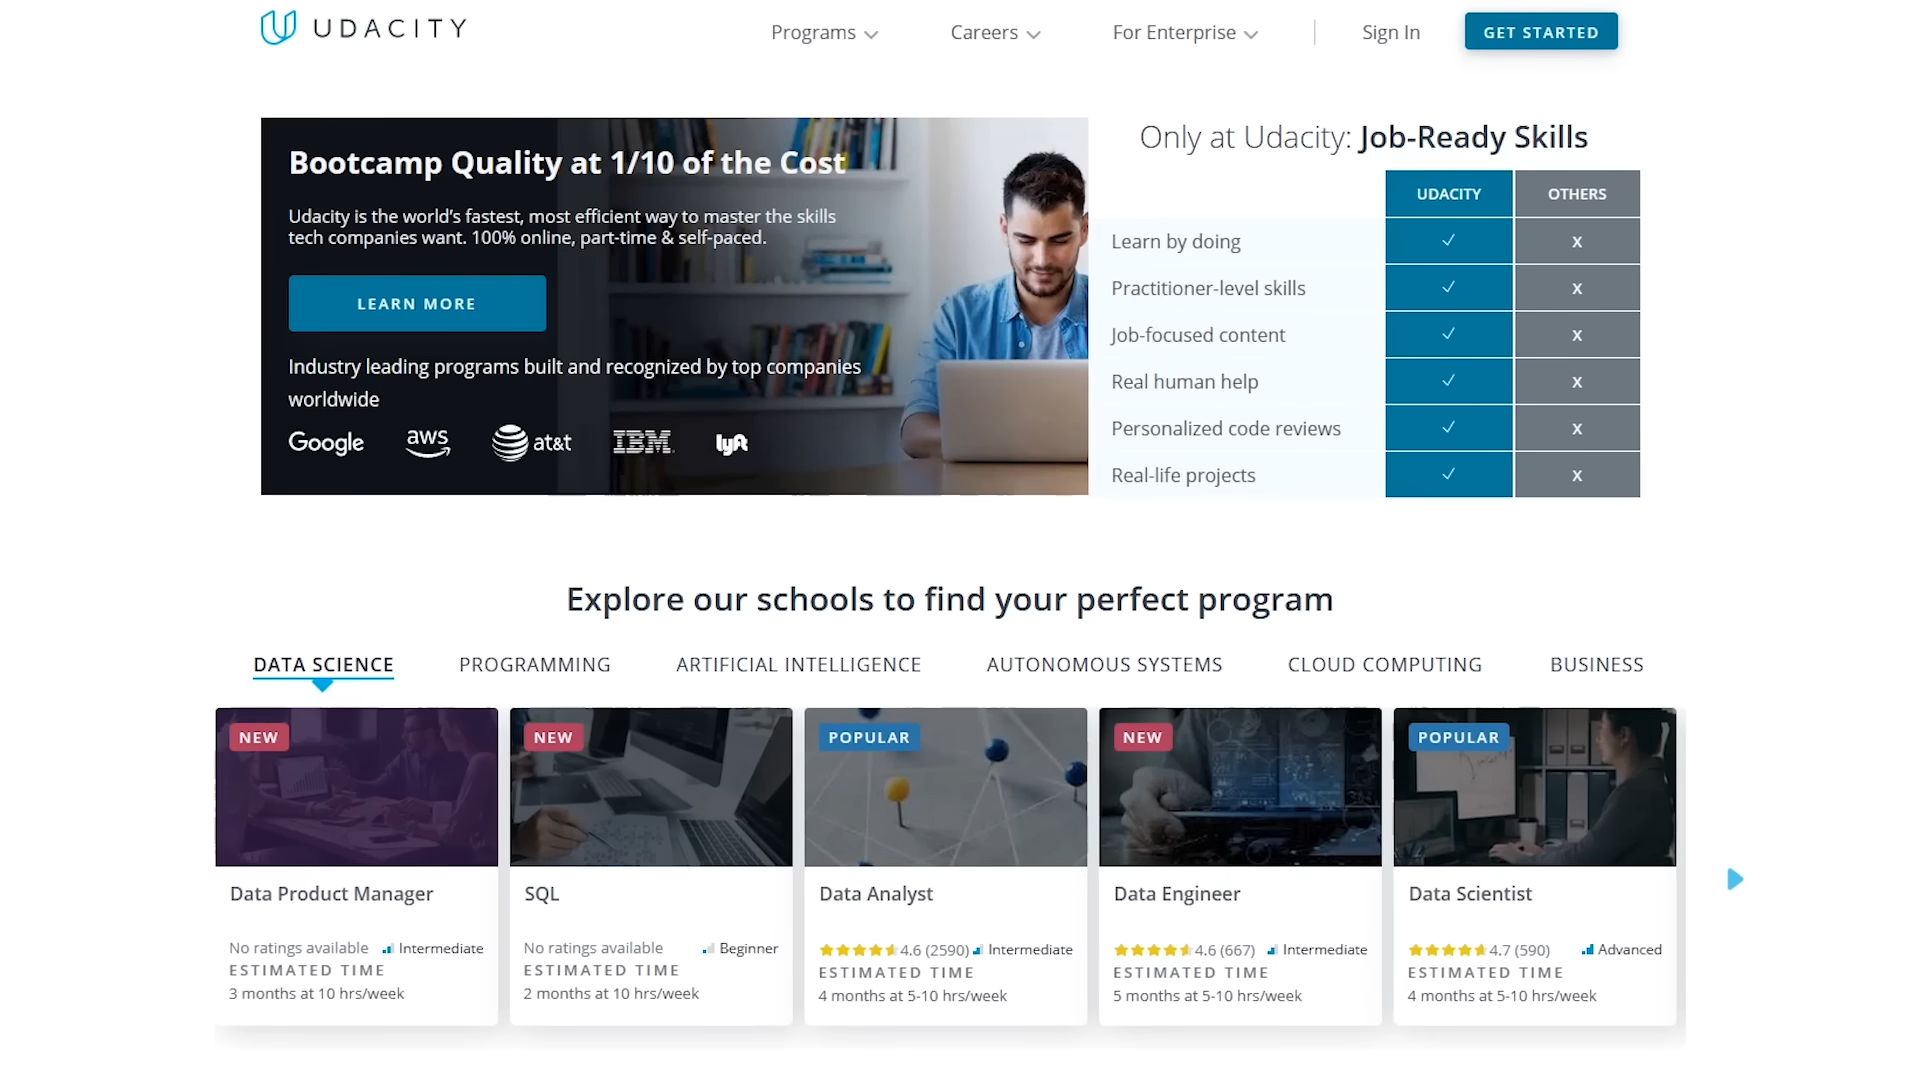 UDACITY
Programs
Careers
For Enterprise
Sign In
GET STARTED
Bootcamp Quality at 1/10 of the Cost
Udacity is the world’s fastest, most efficient way to master the skills
tech companies want. 100% online, part-time & self-paced.
LEARN MORE
Industry leading programs built and recognized by top companies
worldwide
Google
aws
at&t
IBM
lyft
Only at Udacity: Job-Ready Skills
UDACITY OTHERS
Learn by doing ✓ X
Practitioner-level skills ✓ X
Job-focused content ✓ X
Real human help ✓ X
Personalized code reviews ✓ X
Real-life projects ✓ X
Explore our schools to find your perfect program
DATA SCIENCE
PROGRAMMING
ARTIFICIAL INTELLIGENCE
AUTONOMOUS SYSTEMS
CLOUD COMPUTING
BUSINESS
NEW
Data Product Manager
No ratings available Intermediate
ESTIMATED TIME
3 months at 10 hrs/week
NEW
SQL
No ratings available Beginner
ESTIMATED TIME
2 months at 10 hrs/week
POPULAR
Data Analyst
4.6 (2590) Intermediate
ESTIMATED TIME
4 months at 5-10 hrs/week
NEW
Data Engineer
4.6 (667) Intermediate
ESTIMATED TIME
5 months at 5-10 hrs/week
POPULAR
Data Scientist
4.7 (590) Advanced
ESTIMATED TIME
4 months at 5-10 hrs/week